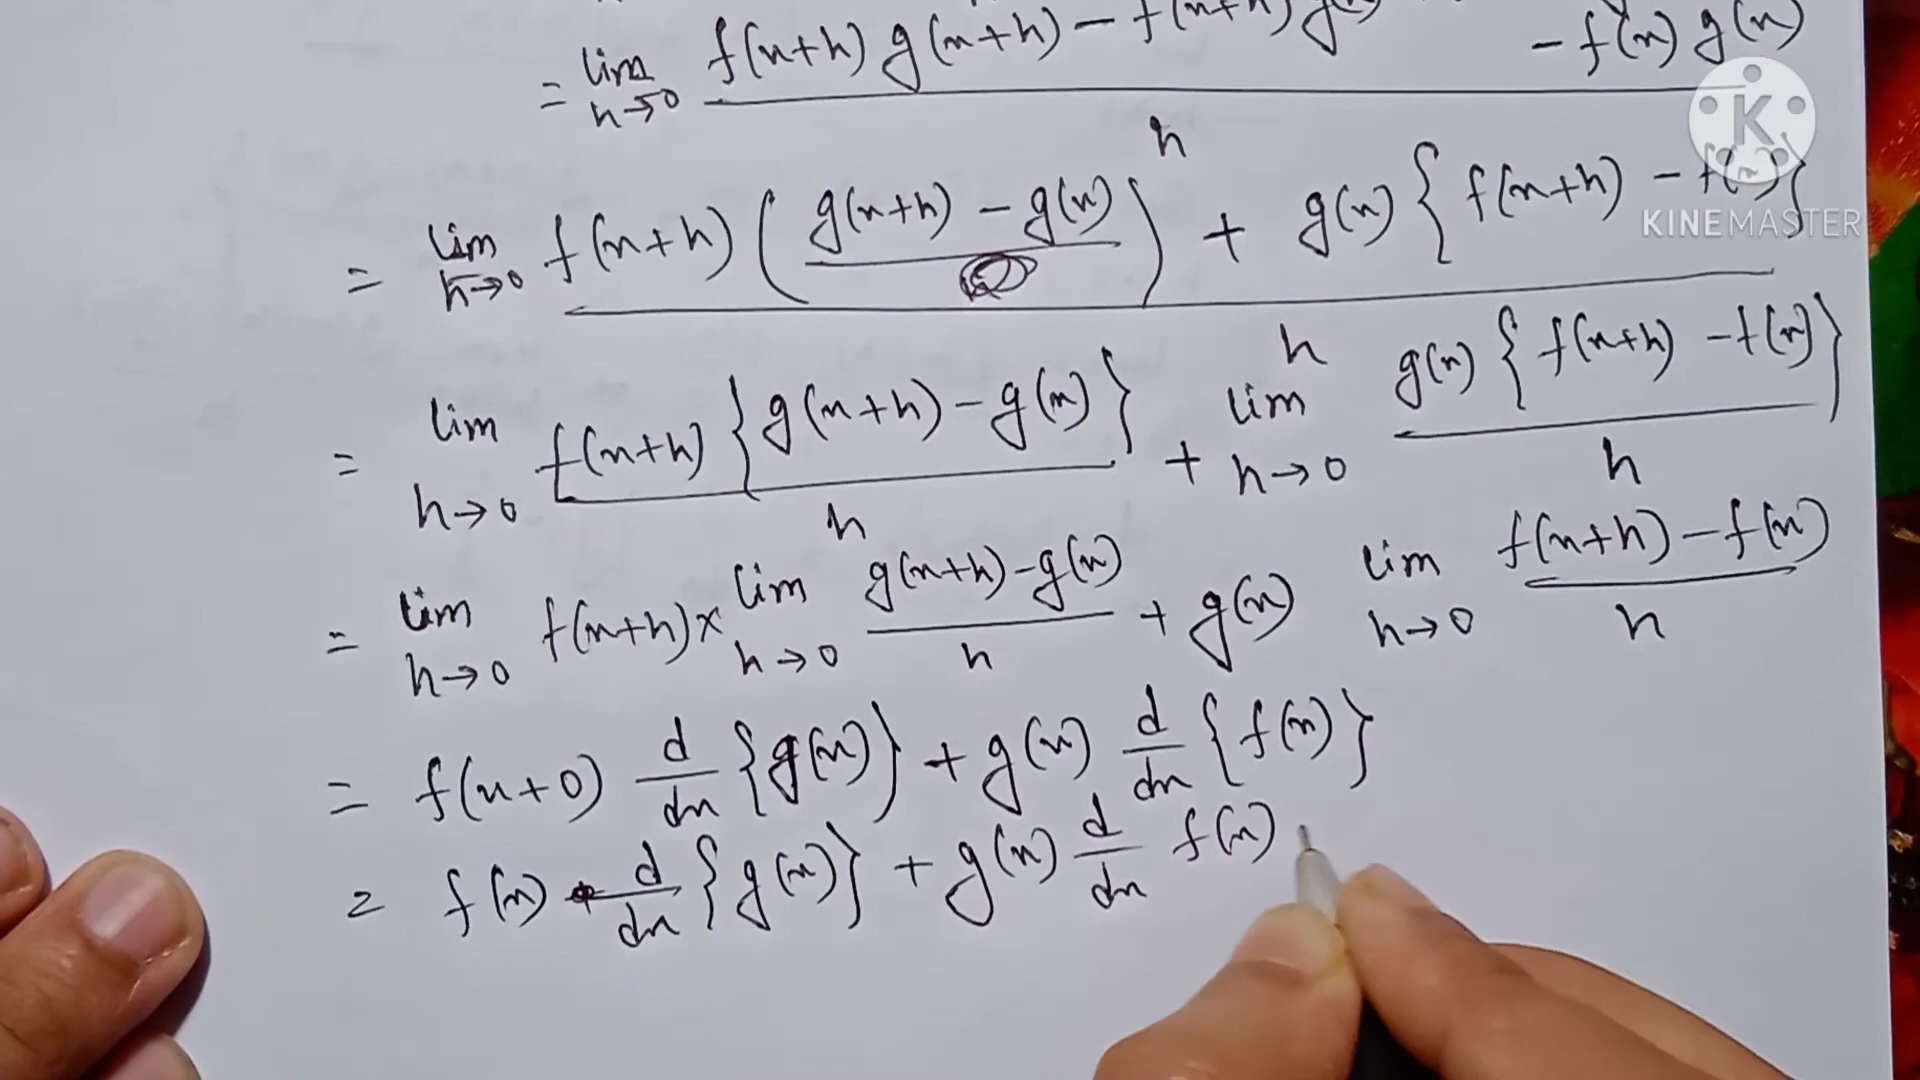 = lim h→0 f(x+h) g(x+h) - f(x+h) g(x) - f(x) g(x) / h
= lim h→0 f(x+h) ( g(x+h) - g(x) ) + g(x) { f(x+h) - f(x) } / h
= lim h→0 f(x+h) { g(x+h) - g(x) } / h + lim h→0 g(x) { f(x+h) - f(x) } / h
= lim h→0 f(x+h) × lim h→0 g(x+h) - g(x) / h + g(x) lim h→0 f(x+h) - f(x) / h
= f(x+0) d/dx { g(x) } + g(x) d/dx { f(x) }
= f(x) d/dx { g(x) } + g(x) d/dx f(x)
K
KINEMASTER